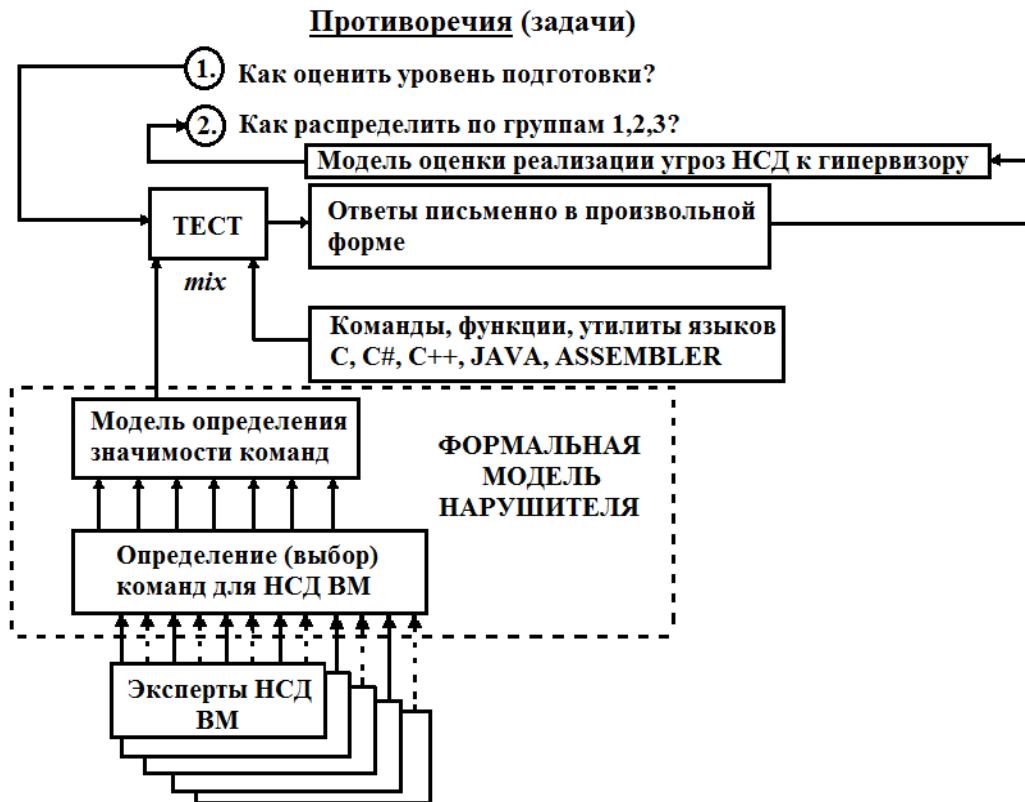 Противоречия (задачи)
1. Как оценить уровень подготовки?
2. Как распределить по группам 1,2,3?
Модель оценки реализации угроз НСД к гипервизору
ТЕСТ
Ответы письменно в произвольной
форме
mix
Команды, функции, утилиты языков
C, C#, C++, JAVA, ASSEMBLER
Модель определения
значимости команд
ФОРМАЛЬНАЯ
МОДЕЛЬ
НАРУШИТЕЛЯ
Определение (выбор)
команд для НСД ВМ
Эксперты НСД
ВМ